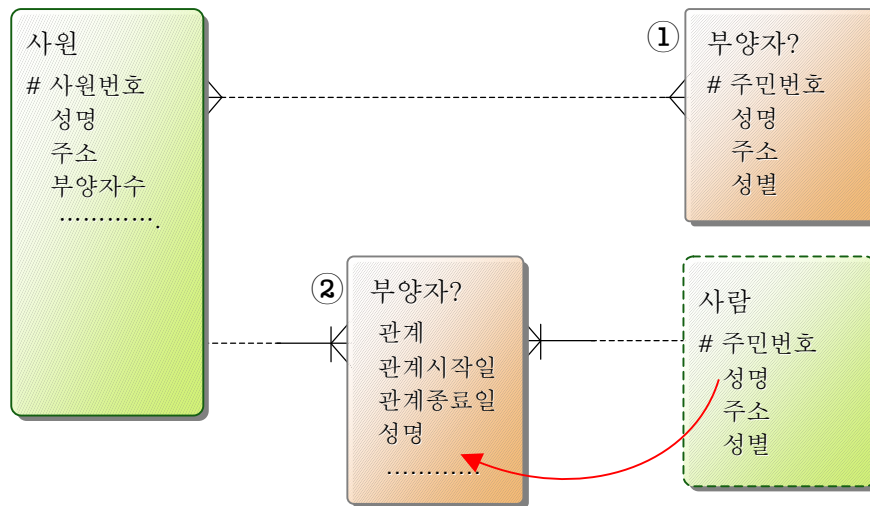 사원
# 사원번호
성명
주소
부양자수
………….
①
부양자?
# 주민번호
성명
주소
성별
②
부양자?
관계
관계시작일
관계종료일
성명
…………
사람
# 주민번호
성명
주소
성별